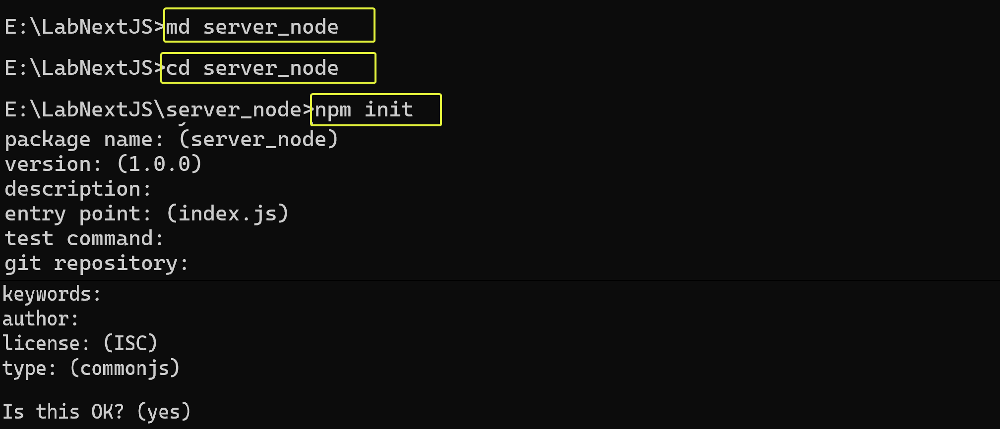 E:\LabNextJS>md server_node
E:\LabNextJS>cd server_node
E:\LabNextJS\server_node>npm init
package name: (server_node)
version: (1.0.0)
description:
entry point: (index.js)
test command:
git repository:
keywords:
author:
license: (ISC)
type: (commonjs)
Is this OK? (yes)